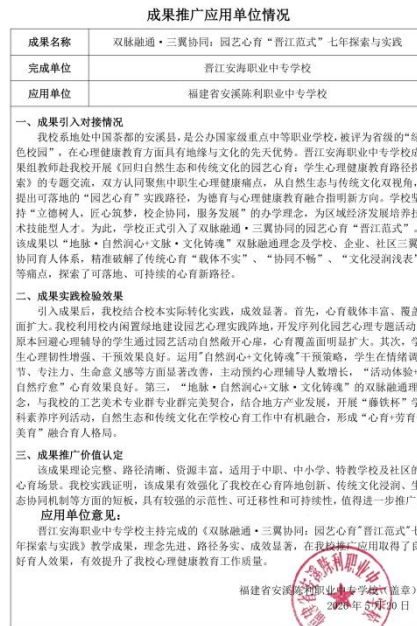 成果推广应用单位情况
成果名称 双脉融通·三翼协同：园艺心育“晋江范式”七年探索与实践
完成单位 晋江安海职业中专学校
应用单位 福建省安溪陈利职业中专学校
一、成果引入对接情况
我校系地处中国茶都的安溪县，是公办国家级重点中等职业学校，被评为省级的“绿
色校园”，在心理健康教育方面具有地缘与文化的先天优势。晋江安海职业中专学校成
果组教师赴我校开展《回归自然生态和传统文化的园艺心育：学生心理健康教育路径探
索》的专题交流，双方认同聚焦中职生心理健康痛点，从自然生态与传统文化双视角，
提出可落地的“园艺心育”实践路径，为德育与心理健康教育融合指明新方向。学校坚
持“立德树人，匠心筑梦，校企协同，服务发展”的办学理念，为区域经济发展培养技
术技能型人才。为此，学校正式引入了双脉融通·三翼协同的园艺心育“晋江范式”。
该成果以“地脉·自然润心+文脉·文化铸魂”双脉融通理念及学校、企业、社区三翼
协同育人体系，精准破解了传统心育“载体不实”、“协同不畅”、“文化浸润浅表”
等痛点，探索了可落地、可持续的心育新路径。
二、成果实践检验效果
引入成果后，我校结合校本实际转化实践，成效显著。首先，心育载体丰富、覆盖
面扩大。我校利用校内闲置绿地建设园艺心理实践阵地，开发序列化园艺心理专题活动，
原本回避心理辅导的学生通过园艺活动自然敞开心扉，心育覆盖面明显扩大。其次，学
生心理韧性增强、干预效果良好。运用"自然润心+文化铸魂"干预策略，学生在情绪调
节、专注力、生命意义感等方面显著改善，主动预约心理辅导人数增长，“活动体验+
自然疗愈”心育效果良好。第三，“地脉·自然润心+文脉·文化铸魂”的双脉融通理
念，与我校的工艺美术专业群专业群完美契合，结合地方产业发展，开展“藤铁杯”学
科素养序列活动，自然生态和传统文化在学校心育工作中有机融合，形成“心育+劳育+
美育”融合育人格局。
三、成果推广价值认定
该成果理论完整、路径清晰、资源丰富，适用于中职、中小学、特教学校及社区的
心育场景。我校实践证明，该成果有效强化了我校在心育阵地创新、传统文化浸润、生
态协同机制等方面的短板，具有较强的示范性、可迁移性和可持续性，值得进一步推广。
应用单位意见：
晋江安海职业中专学校主持完成的《双脉融通·三翼协同：园艺心育"晋江范式"七
年探索与实践》教学成果，理念先进、路径务实、成效显著，在我校推广应用取得了良
好育人效果，有效提升了我校心理健康教育工作质量。
福建省安溪陈利职业中专学校（盖章）
2026年5月20日